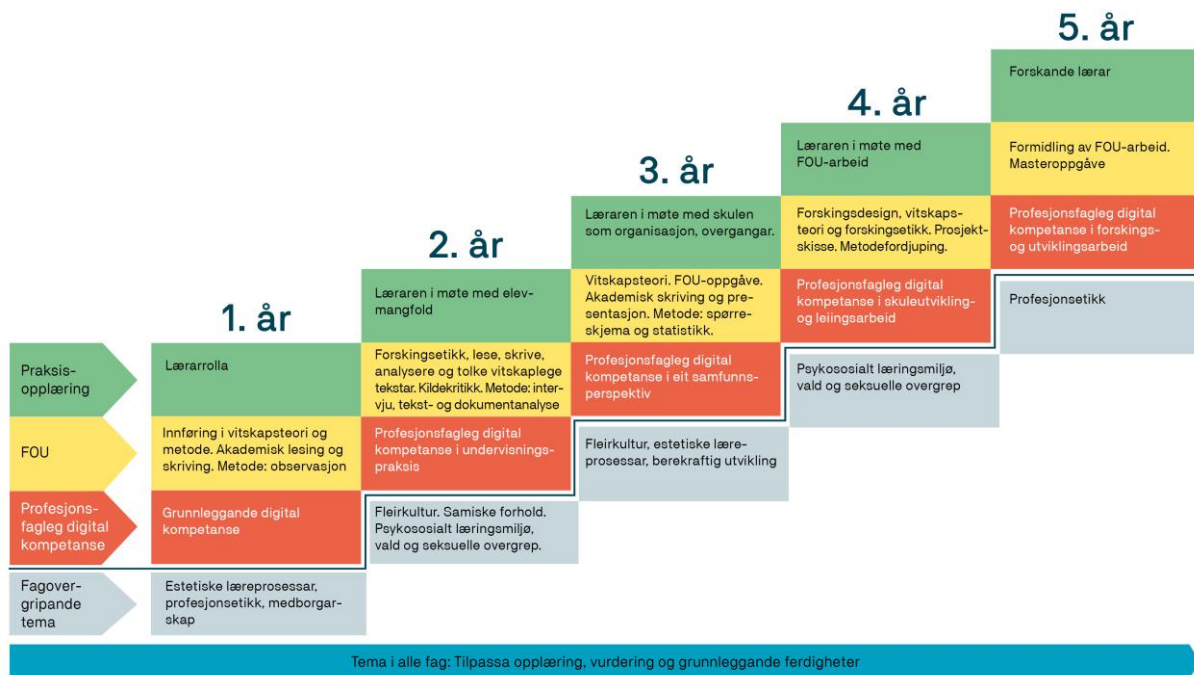 5. år
Forskande lærar
Formidling av FOU-arbeid.
Masteroppgåve
Profesjonsfagleg digital
kompetanse i forskings-
og utviklingsarbeid
Profesjonsetikk
4. år
Læraren i møte med
FOU-arbeid
Forskingsdesign, vitskaps-
teori og forskingsetikk. Prosjekt-
skisse. Metodefordjuping.
Profesjonsfagleg digital
kompetanse i skuleutvikling-
og leiingsarbeid
Psykososialt læringsmiljø,
vald og seksuelle overgrep
3. år
Læraren i møte med skulen
som organisasjon, overgangar.
Vitskapsteori. FOU-oppgåve.
Akademisk skriving og pre-
sentasjon. Metode: spørre-
skjema og statistikk.
Profesjonsfagleg digital
kompetanse i eit samfunns-
perspektiv
Fleirkultur, estetiske lære-
prosessar, berekraftig utvikling
2. år
Læraren i møte med elev-
mangfold
Forskingsetikk, lese, skrive,
analysere og tolke vitskaplege
tekstar. Kildekritikk. Metode: inter-
vju, tekst- og dokumentanalyse
Profesjonsfagleg digital
kompetanse i undervisnings-
praksis
Fleirkultur. Samiske forhold.
Psykososialt læringsmiljø,
vald og seksuelle overgrep.
1. år
Lærarrolla
Innføring i vitskapsteori og
metode. Akademisk lesing og
skriving. Metode: observasjon
Grunnleggande digital
kompetanse
Estetiske læreprosessar,
profesjonsetikk, medborgar-
skap
Praksis-
opplæring
FOU
Profesjons-
fagleg digital
kompetanse
Fagover-
gripande
tema
Tema i alle fag: Tilpassa opplæring, vurdering og grunnleggande ferdigheter